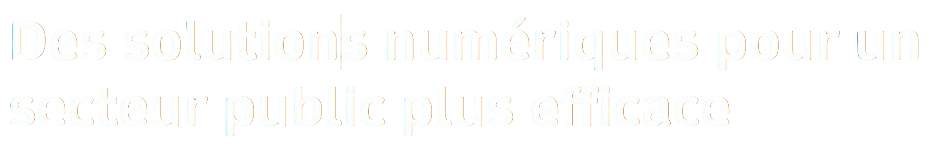 Des solutions numériques pour un
secteur public plus efficace